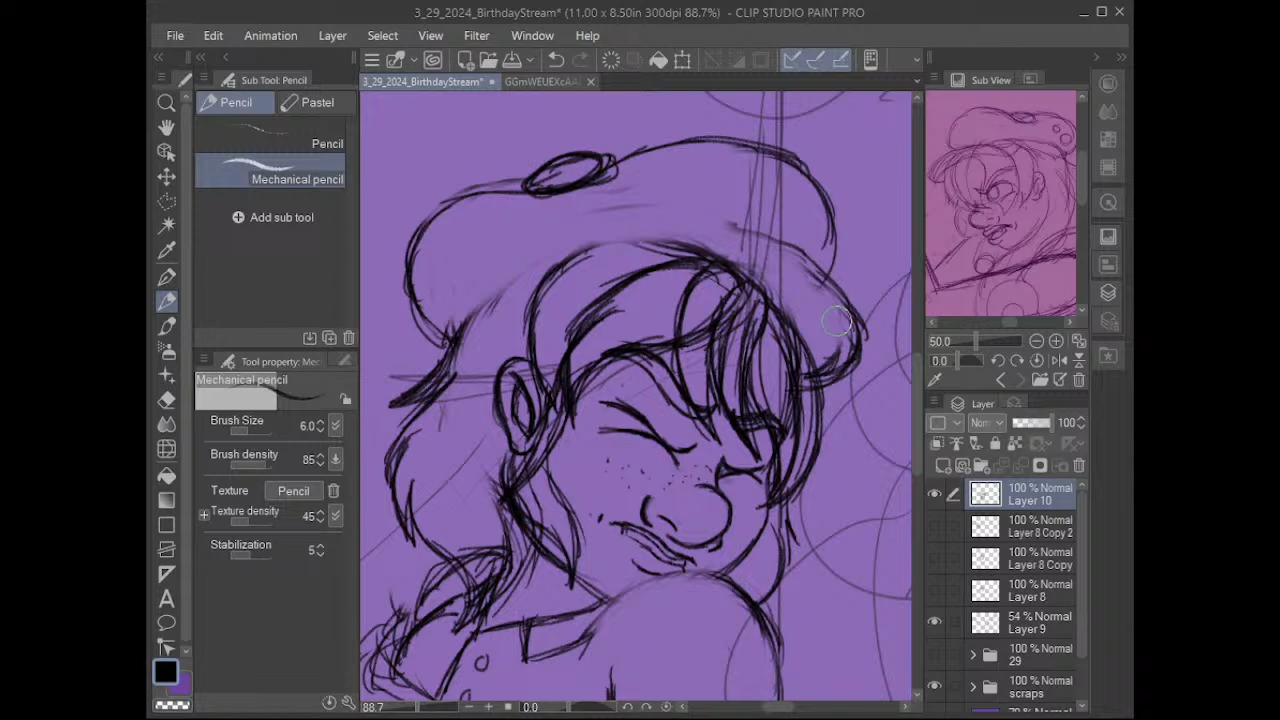 3_29_2024_BirthdayStream* (11.00 x 8.50in 300dpi 88.7%) - CLIP STUDIO PAINT PRO
File Edit Animation Layer Select View Filter Window Help
Sub Tool: Pencil
3_29_2024_BirthdayStream*
GGmWEUEXcAA
Sub View
Pencil
Pastel
Pencil
Mechanical pencil
Add sub tool
Tool property: Mec
Mechanical pencil
Brush Size 6.0
Brush density 85
Texture Pencil
Texture density 45
Stabilization 5
50.0
0.0
Layer
Norr 100
100 % Normal
Layer 10
100 % Normal
Layer 8 Copy 2
100 % Normal
Layer 8 Copy
100 % Normal
Layer 8
54 % Normal
Layer 9
100 % Normal
29
100 % Normal
scraps
88.7 0.0